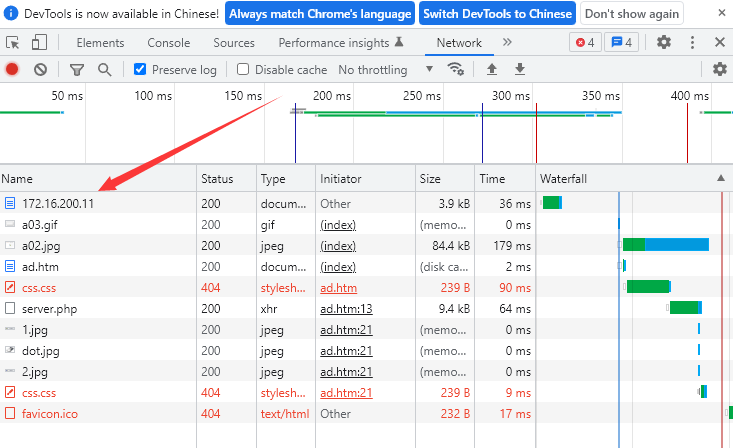 DevTools is now available in Chinese! Always match Chrome's language Switch DevTools to Chinese Don't show again
Elements Console Sources Performance insights Network 4 4
Preserve log Disable cache No throttling
50 ms 100 ms 150 ms 200 ms 250 ms 300 ms 350 ms 400 ms
Name Status Type Initiator Size Time Waterfall
172.16.200.11 200 docum... Other 3.9 kB 36 ms
a03.gif 200 gif (index) (memo... 0 ms
a02.jpg 200 jpeg (index) 84.4 kB 179 ms
ad.htm 200 docum... (index) (disk ca... 2 ms
css.css 404 stylesh... ad.htm 239 B 90 ms
server.php 200 xhr ad.htm:13 9.4 kB 64 ms
1.jpg 200 jpeg ad.htm:21 (memo... 0 ms
dot.jpg 200 jpeg ad.htm:21 (memo... 0 ms
2.jpg 200 jpeg ad.htm:21 (memo... 0 ms
css.css 404 stylesh... ad.htm:21 239 B 9 ms
favicon.ico 404 text/html Other 232 B 17 ms